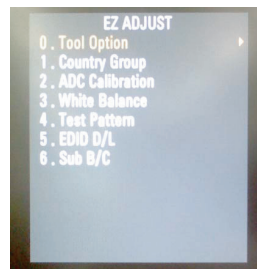 EZ ADJUST
0 . Tool Option
1 . Country Group
2 . ADC Calibration
3 . White Balance
4 . Test Pattern
5 . EDID D/L
6 . Sub B/C